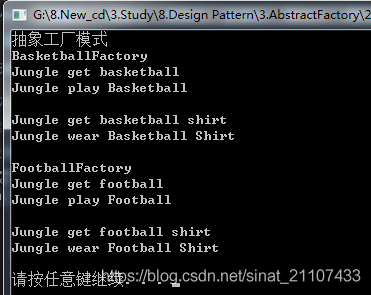 G:\8.New_cd\3.Study\8.Design Pattern\3.AbstractFactory\2
抽象工厂模式
BasketballFactory
Jungle get basketball
Jungle play Basketball
Jungle get basketball shirt
Jungle wear Basketball Shirt
FootballFactory
Jungle get football
Jungle play Football
Jungle get football shirt
Jungle wear Football Shirt
请按任意键继续. . .
https://blog.csdn.net/sinat_21107433